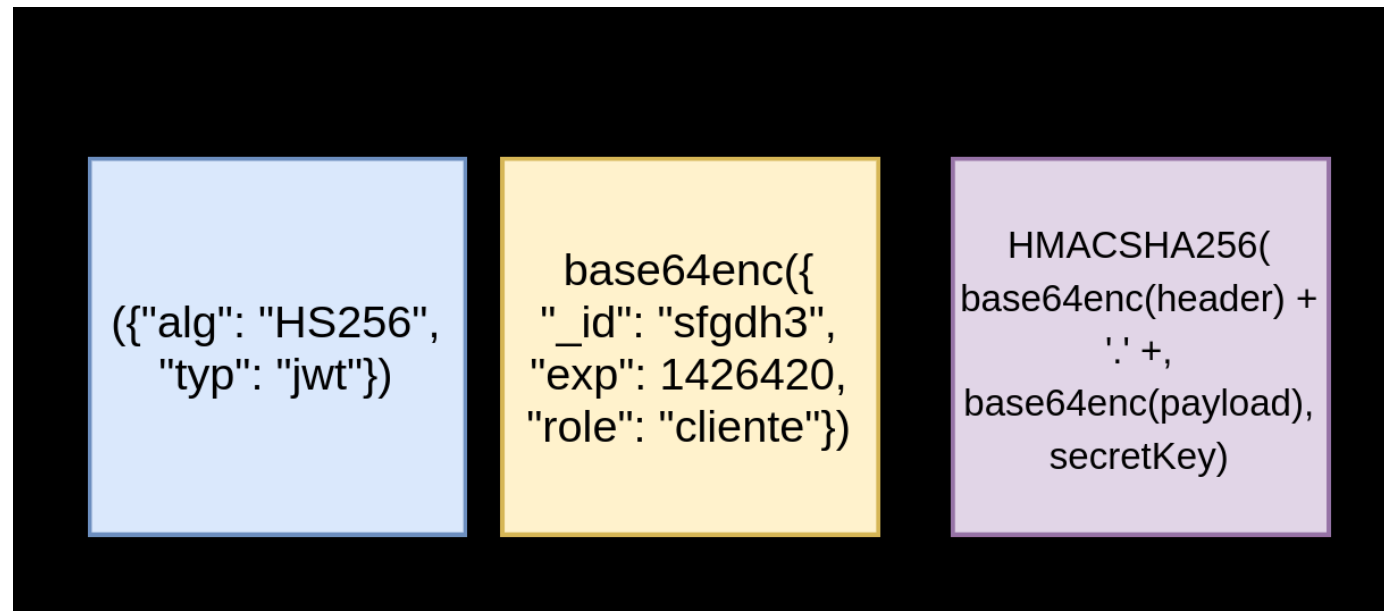 ({"alg": "HS256",
"typ": "jwt"})
base64enc({
"_id": "sfgdh3",
"exp": 1426420,
"role": "cliente"})
HMACSHA256(
base64enc(header) +
'.' +,
base64enc(payload),
secretKey)